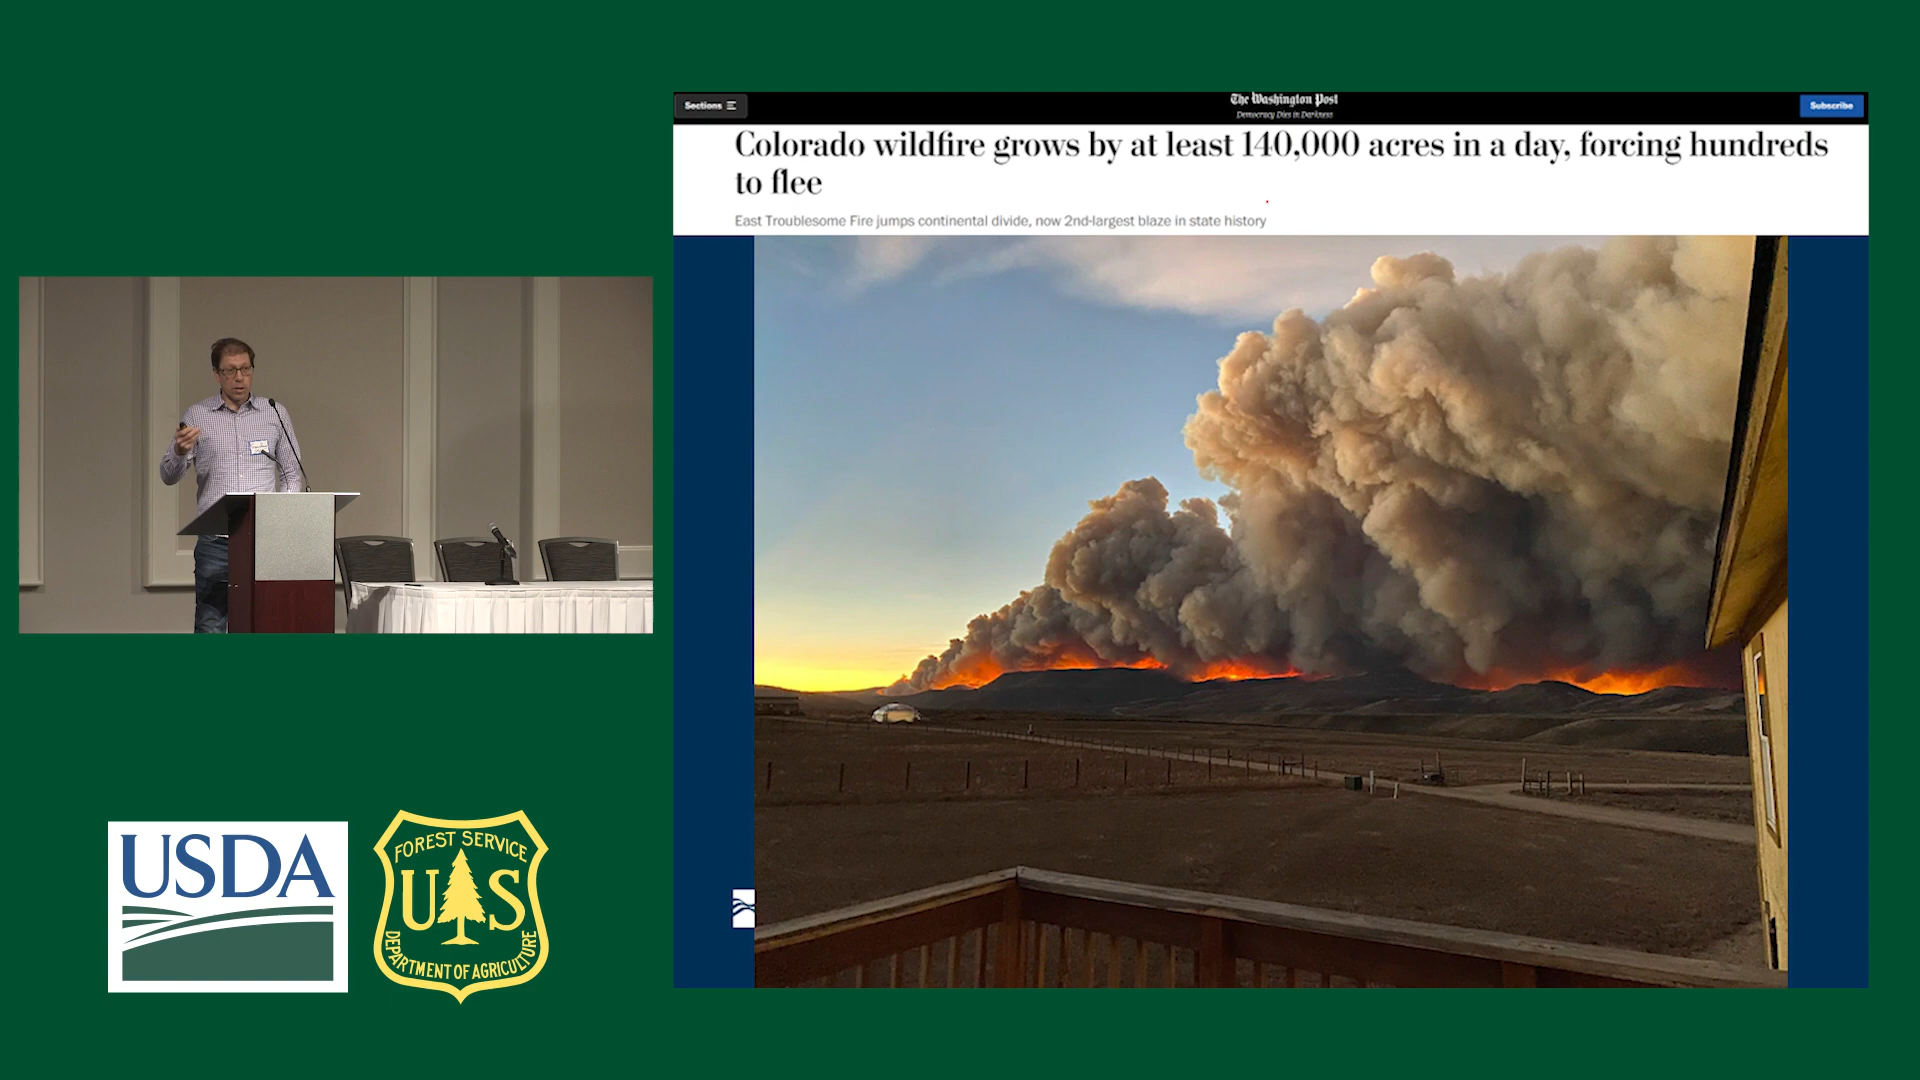 Sections
The Washington Post
Democracy Dies in Darkness
Subscribe
Colorado wildfire grows by at least 140,000 acres in a day, forcing hundreds
to flee
East Troublesome Fire jumps continental divide, now 2nd-largest blaze in state history
USDA
FOREST SERVICE
U S
DEPARTMENT OF AGRICULTURE